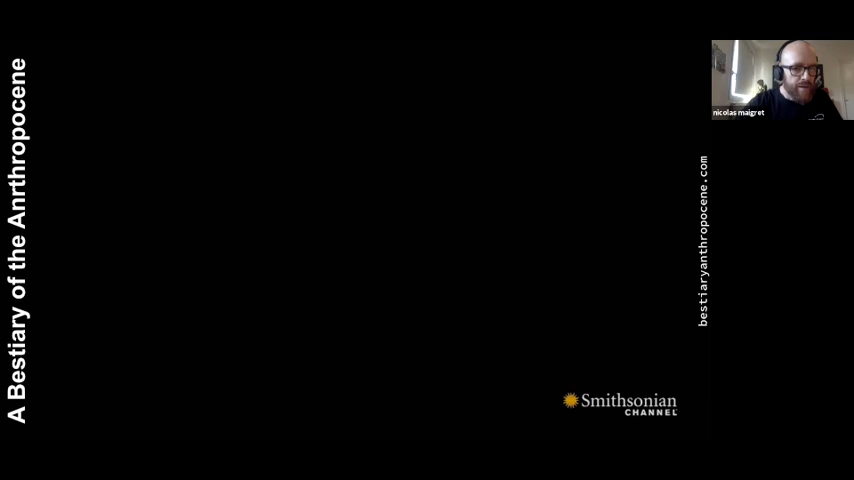 A Bestiary of the Anrthropocene
nicolas maigret
bestiaryanthropocene.com
Smithsonian
CHANNEL